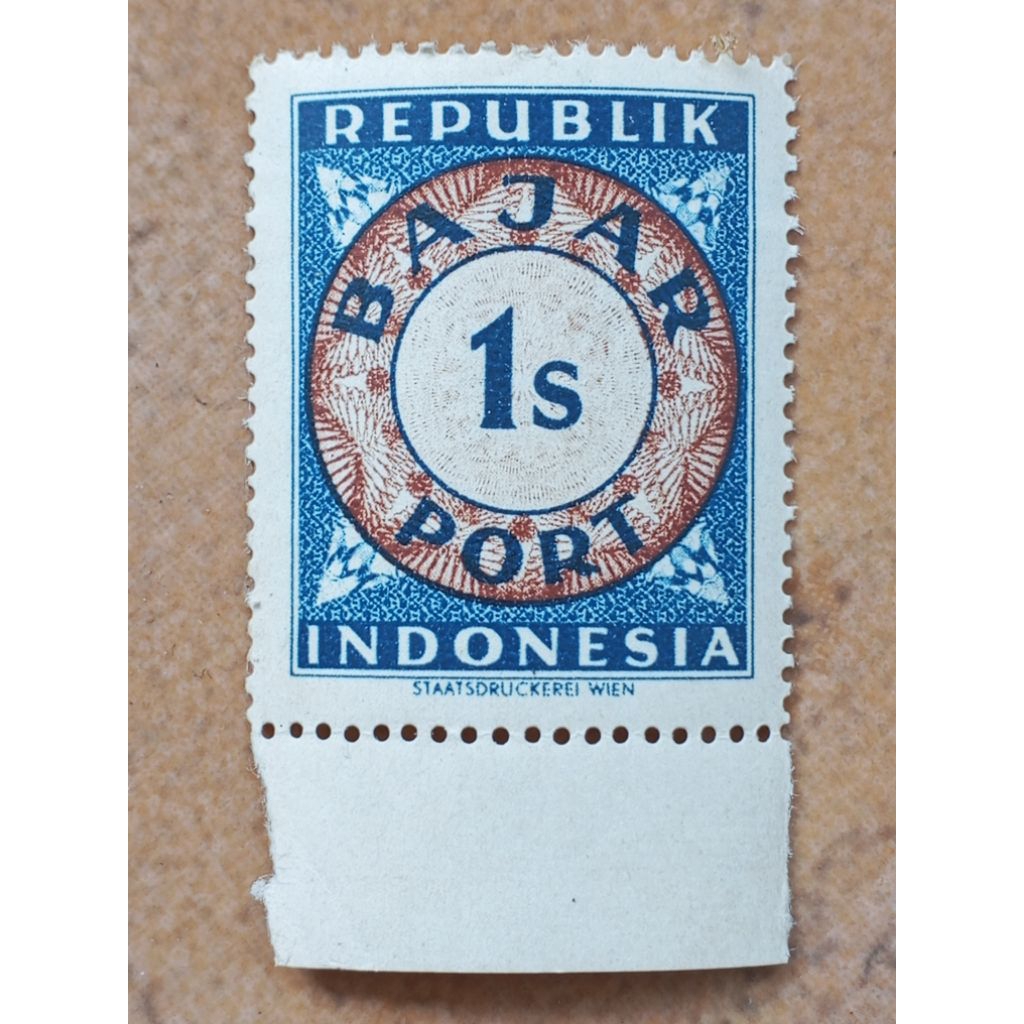 REPUBLIK
BAJAR
1s
PORT
INDONESIA
STAATSDRUCKEREI WIEN